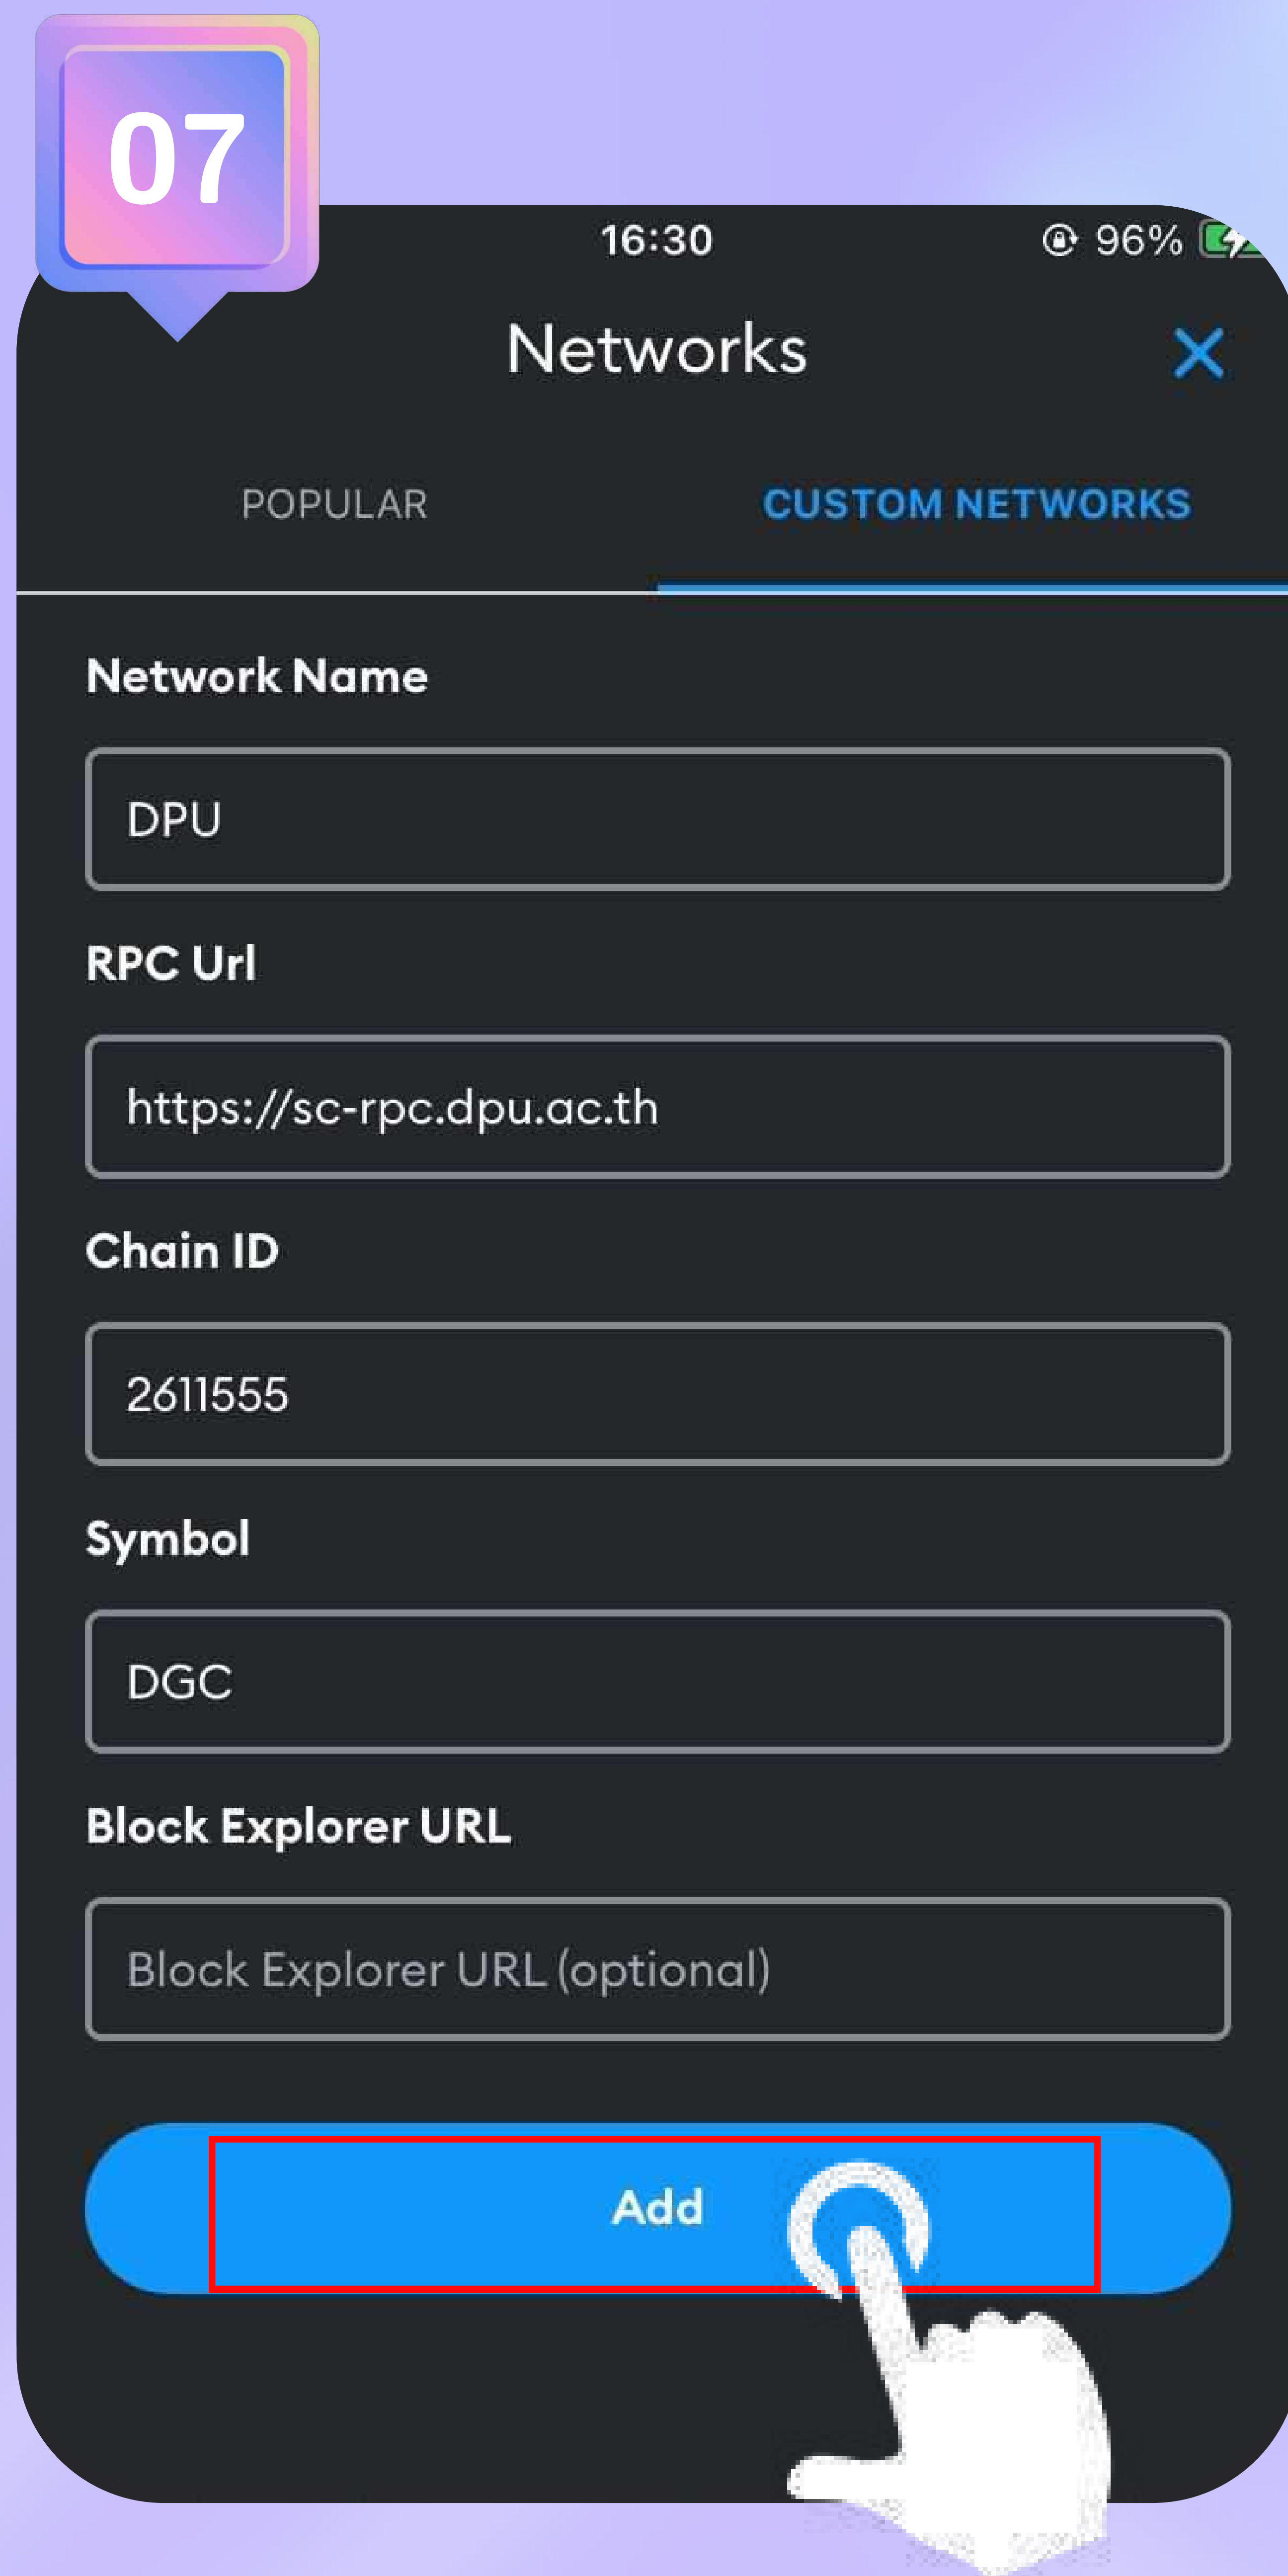 07
16:30 96%
Networks
POPULAR CUSTOM NETWORKS
Network Name
DPU
RPC Url
https://sc-rpc.dpu.ac.th
Chain ID
2611555
Symbol
DGC
Block Explorer URL
Block Explorer URL (optional)
Add